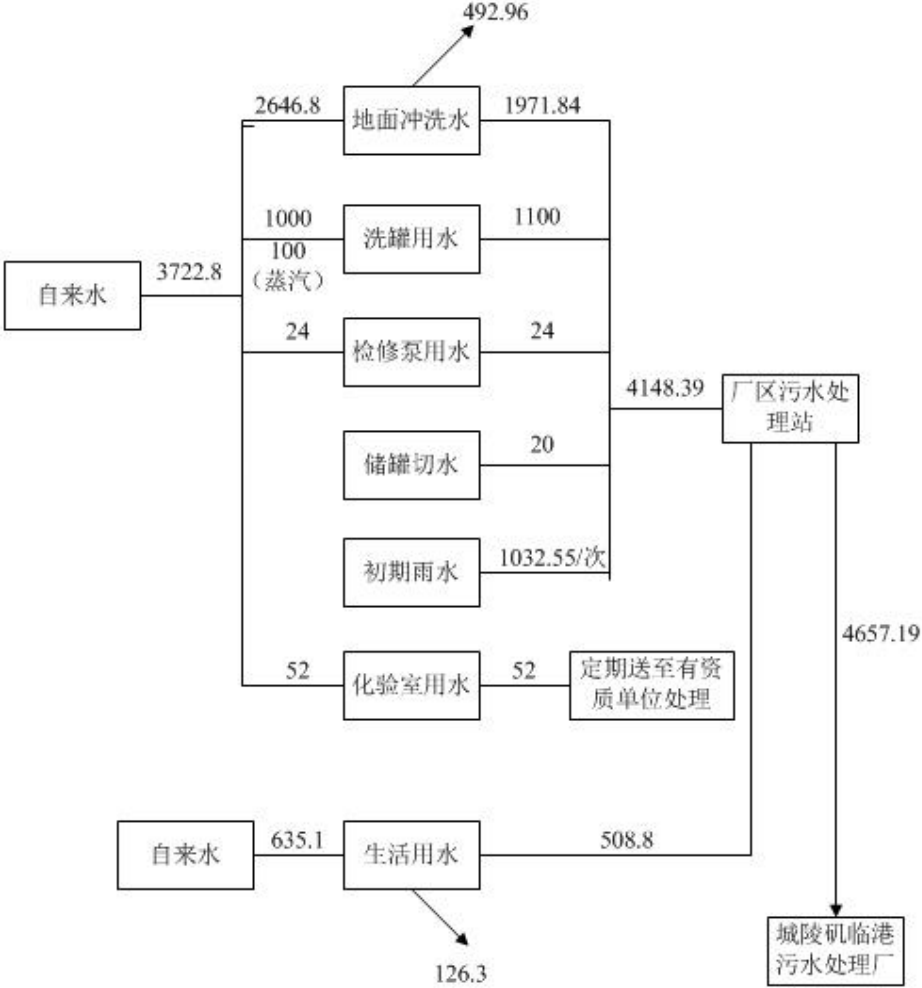 492.96
2646.8
地面冲洗水
1971.84
1000
洗罐用水
1100
100
（蒸汽）
自来水
3722.8
24
检修泵用水
24
4148.39
厂区污水处
理站
储罐切水
20
初期雨水
1032.55/次
4657.19
52
化验室用水
52
定期送至有资
质单位处理
自来水
635.1
生活用水
508.8
126.3
城陵矶临港
污水处理厂